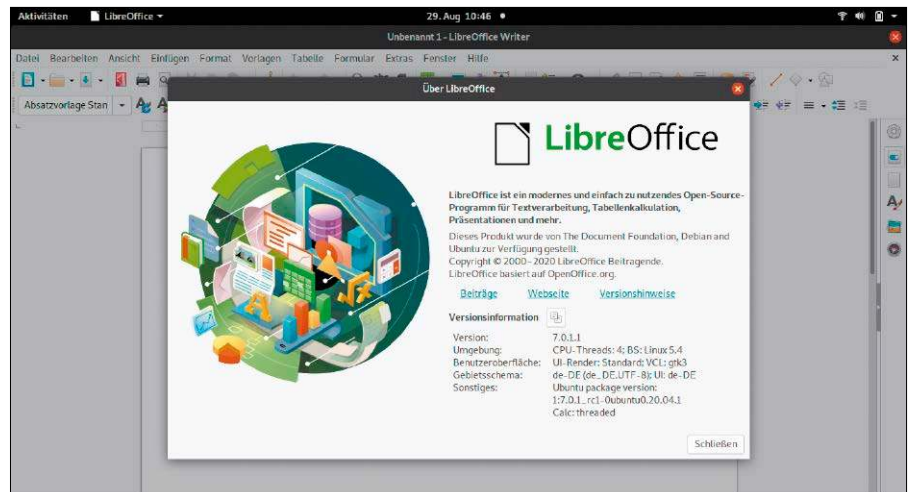 Aktivitäten LibreOffice 29. Aug 10:46
Unbenannt 1 - LibreOffice Writer
Datei Bearbeiten Ansicht Einfügen Format Vorlagen Tabelle Formular Extras Fenster Hilfe
Über LibreOffice
Absatzvorlage Stan
LibreOffice
LibreOffice ist ein modernes und einfach zu nutzendes Open-Source-
Programm für Textverarbeitung, Tabellenkalkulation,
Präsentationen und mehr.
Dieses Produkt wurde von The Document Foundation, Debian and
Ubuntu zur Verfügung gestellt.
Copyright © 2000–2020 LibreOffice Beitragende.
LibreOffice basiert auf OpenOffice.org.
Beiträge Webseite Versionshinweise
Versionsinformation
Version: 7.0.1.1
Umgebung: CPU-Threads: 4; BS: Linux 5.4
Benutzeroberfläche: UI-Render: Standard; VCL: gtk3
Gebietsschema: de-DE (de_DE.UTF-8); UI: de-DE
Sonstiges: Ubuntu package version:
1:7.0.1_rc1-0ubuntu0.20.04.1
Calc: threaded
Schließen